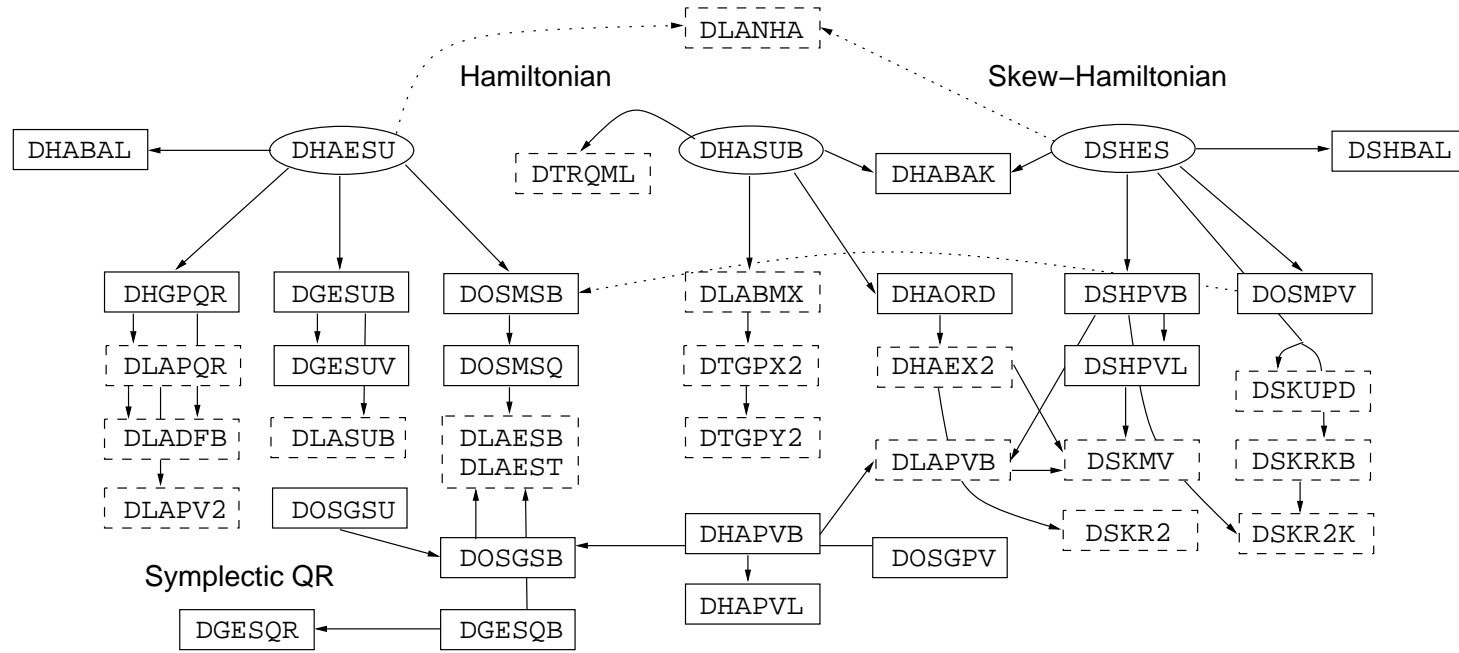 DLANHA
Hamiltonian
Skew−Hamiltonian
DHABAL
DHAESU
DHASUB
DSHES
DSHBAL
DTRQML
DHABAK
DHGPQR
DGESUB
DOSMSB
DLABMX
DHAORD
DSHPVB
DOSMPV
DLAPQR
DGESUV
DOSMSQ
DTGPX2
DHAEX2
DSHPVL
DSKUPD
DLADFB
DLASUB
DLAESB
DLAEST
DTGPY2
DLAPVB
DSKMV
DSKRKB
DLAPV2
DOSGSU
DHAPVB
DSKR2
DSKR2K
DOSGSB
DOSGPV
Symplectic QR
DHAPVL
DGESQR
DGESQB